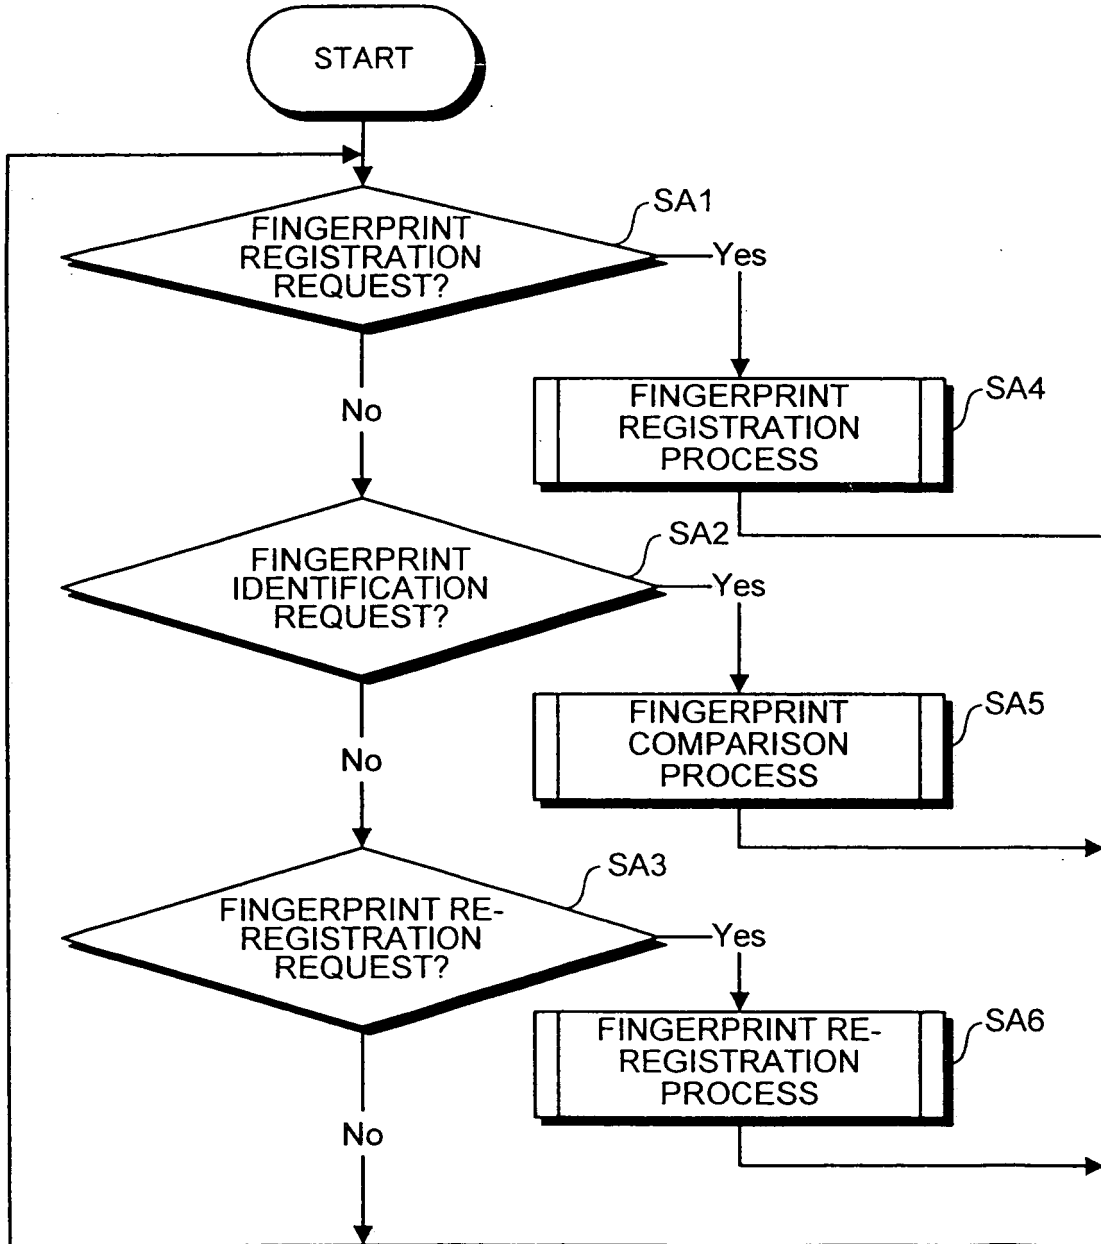 START
SA1
FINGERPRINT
REGISTRATION
REQUEST?
Yes
SA4
FINGERPRINT
REGISTRATION
PROCESS
No
SA2
FINGERPRINT
IDENTIFICATION
REQUEST?
Yes
SA5
FINGERPRINT
COMPARISON
PROCESS
No
SA3
FINGERPRINT RE-
REGISTRATION
REQUEST?
Yes
SA6
FINGERPRINT RE-
REGISTRATION
PROCESS
No